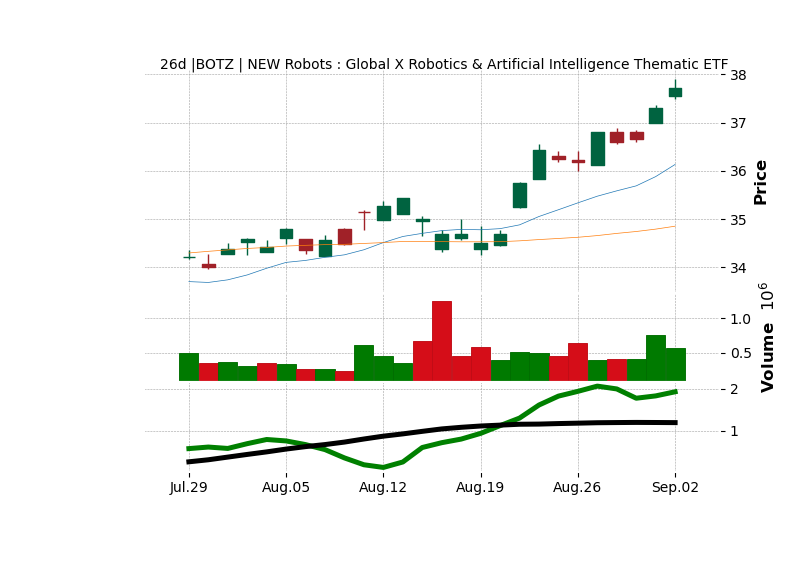 26d |BOTZ | NEW Robots : Global X Robotics & Artificial Intelligence Thematic ETF
38
37
36
35
34
Price
1.0
0.5
Volume 10^6
2
1
Jul.29 Aug.05 Aug.12 Aug.19 Aug.26 Sep.02